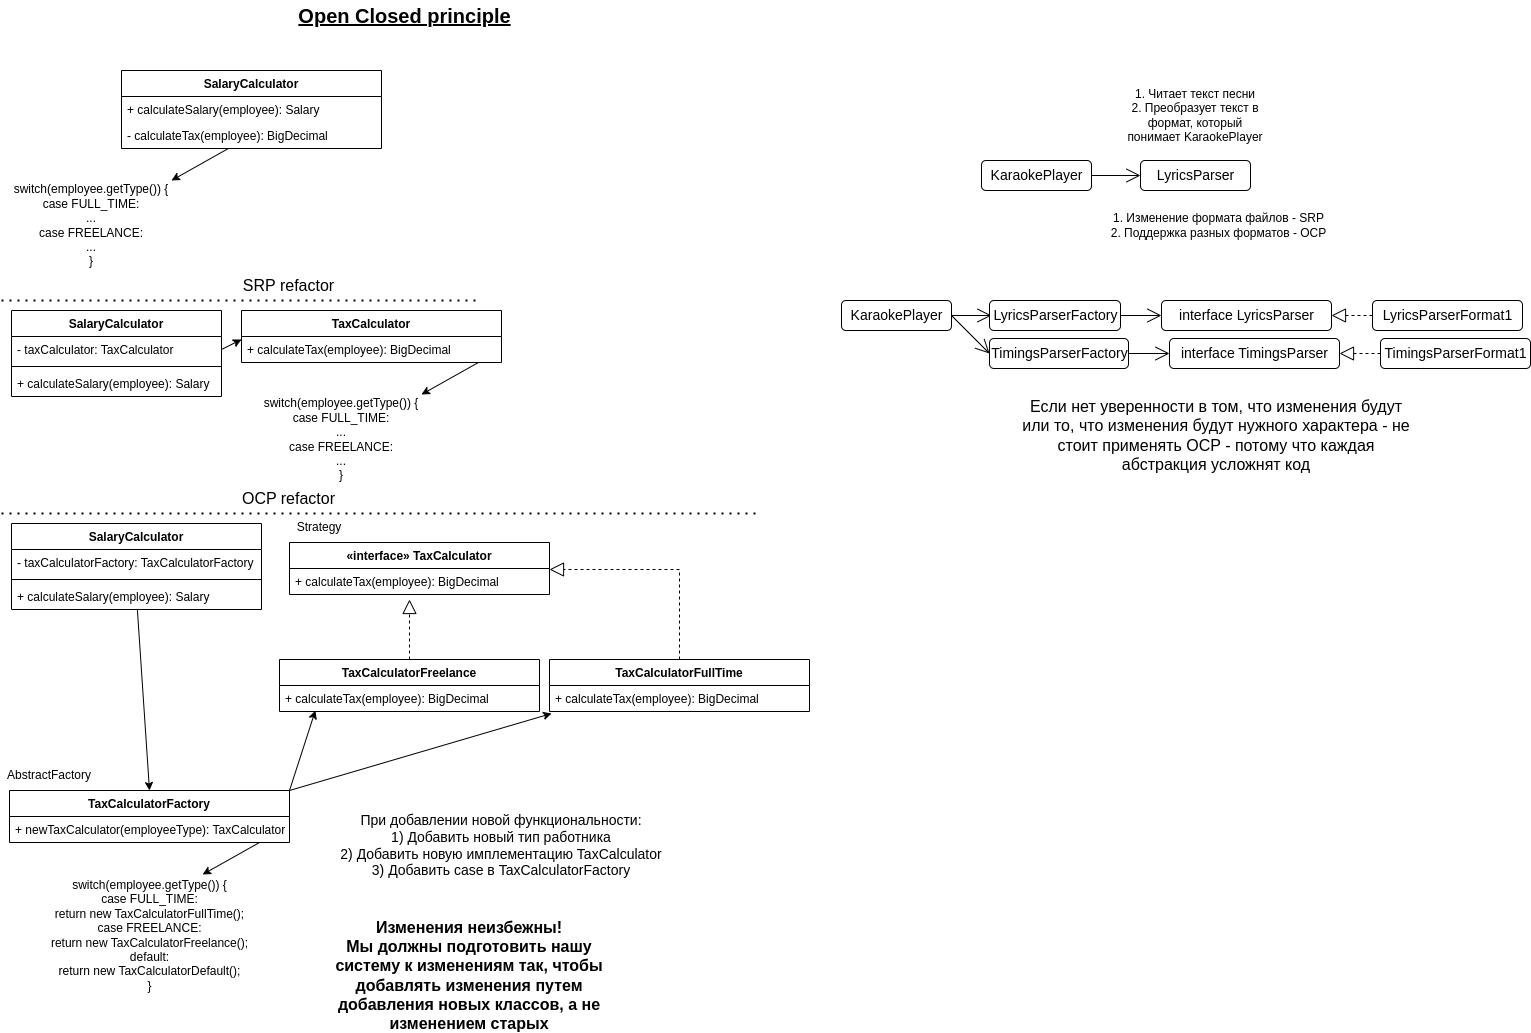 Open Closed principle
SalaryCalculator
+ calculateSalary(employee): Salary
- calculateTax(employee): BigDecimal
switch(employee.getType()) {
case FULL_TIME:
...
case FREELANCE:
...
}
SRP refactor
SalaryCalculator
- taxCalculator: TaxCalculator
+ calculateSalary(employee): Salary
TaxCalculator
+ calculateTax(employee): BigDecimal
switch(employee.getType()) {
case FULL_TIME:
...
case FREELANCE:
...
}
OCP refactor
SalaryCalculator
- taxCalculatorFactory: TaxCalculatorFactory
+ calculateSalary(employee): Salary
Strategy
«interface» TaxCalculator
+ calculateTax(employee): BigDecimal
TaxCalculatorFreelance
+ calculateTax(employee): BigDecimal
TaxCalculatorFullTime
+ calculateTax(employee): BigDecimal
AbstractFactory
TaxCalculatorFactory
+ newTaxCalculator(employeeType): TaxCalculator
switch(employee.getType()) {
case FULL_TIME:
return new TaxCalculatorFullTime();
case FREELANCE:
return new TaxCalculatorFreelance();
default:
return new TaxCalculatorDefault();
}
При добавлении новой функциональности:
1) Добавить новый тип работника
2) Добавить новую имплементацию TaxCalculator
3) Добавить case в TaxCalculatorFactory
Изменения неизбежны!
Мы должны подготовить нашу
систему к изменениям так, чтобы
добавлять изменения путем
добавления новых классов, а не
изменением старых
1. Читает текст песни
2. Преобразует текст в
формат, который
понимает KaraokePlayer
KaraokePlayer
LyricsParser
1. Изменение формата файлов - SRP
2. Поддержка разных форматов - OCP
KaraokePlayer
LyricsParserFactory
interface LyricsParser
LyricsParserFormat1
TimingsParserFactory
interface TimingsParser
TimingsParserFormat1
Если нет уверенности в том, что изменения будут
или то, что изменения будут нужного характера - не
стоит применять OCP - потому что каждая
абстракция усложнят код